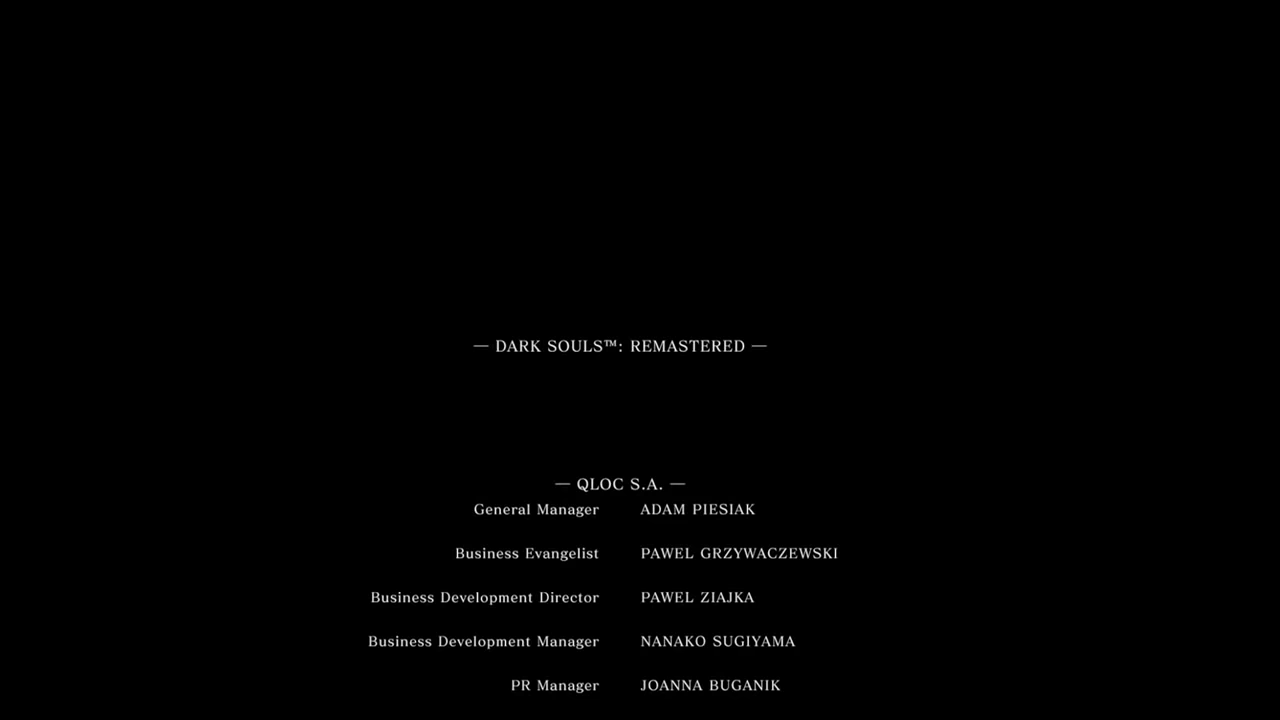 — DARK SOULS™: REMASTERED —
— QLOC S.A. —
General Manager ADAM PIESIAK
Business Evangelist PAWEL GRZYWACZEWSKI
Business Development Director PAWEL ZIAJKA
Business Development Manager NANAKO SUGIYAMA
PR Manager JOANNA BUGANIK